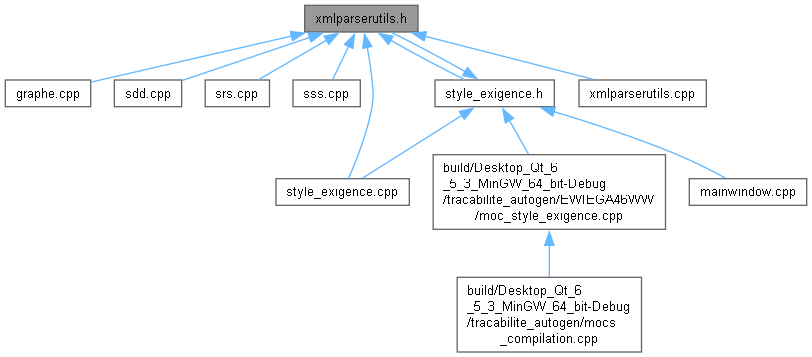 xmlparserutils.h
graphe.cpp
sdd.cpp
srs.cpp
sss.cpp
style_exigence.h
xmlparserutils.cpp
style_exigence.cpp
build/Desktop_Qt_6
_5_3_MinGW_64_bit-Debug
/tracabilite_autogen/EWIEGA46WW
/moc_style_exigence.cpp
mainwindow.cpp
build/Desktop_Qt_6
_5_3_MinGW_64_bit-Debug
/tracabilite_autogen/mocs
_compilation.cpp